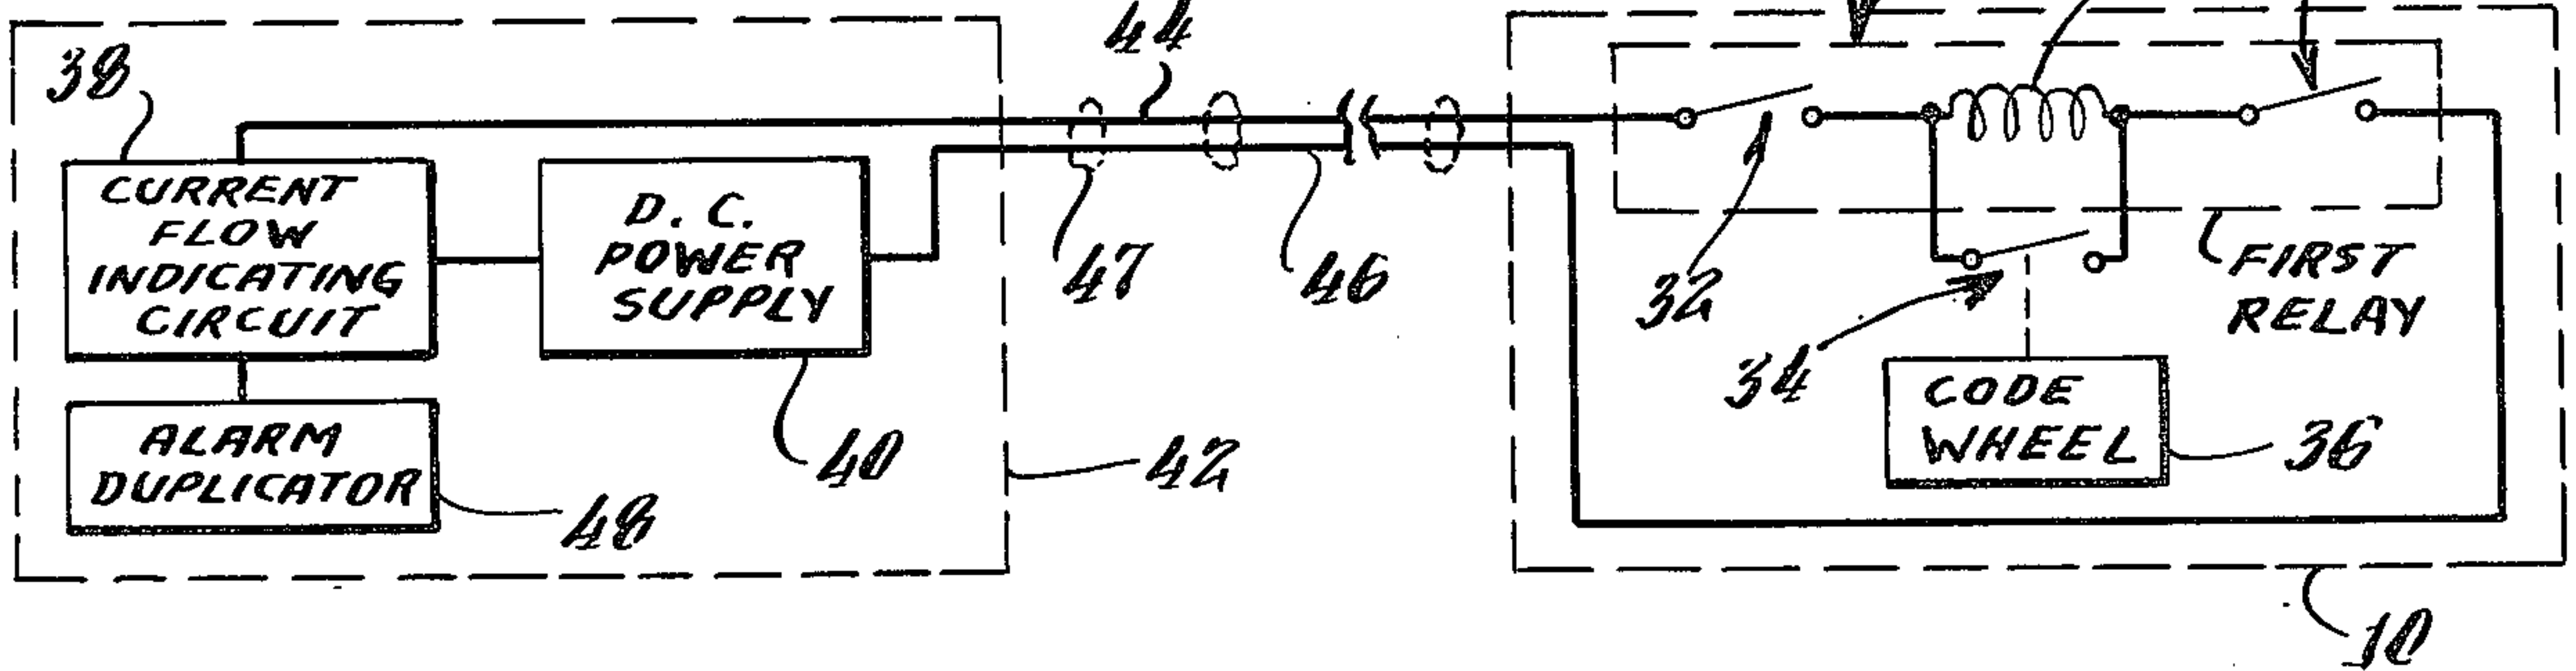 44
38
CURRENT
FLOW
INDICATING
CIRCUIT
D. C.
POWER
SUPPLY
47
46
32
34
FIRST
RELAY
CODE
WHEEL
36
ALARM
DUPLICATOR
48
40
42
10